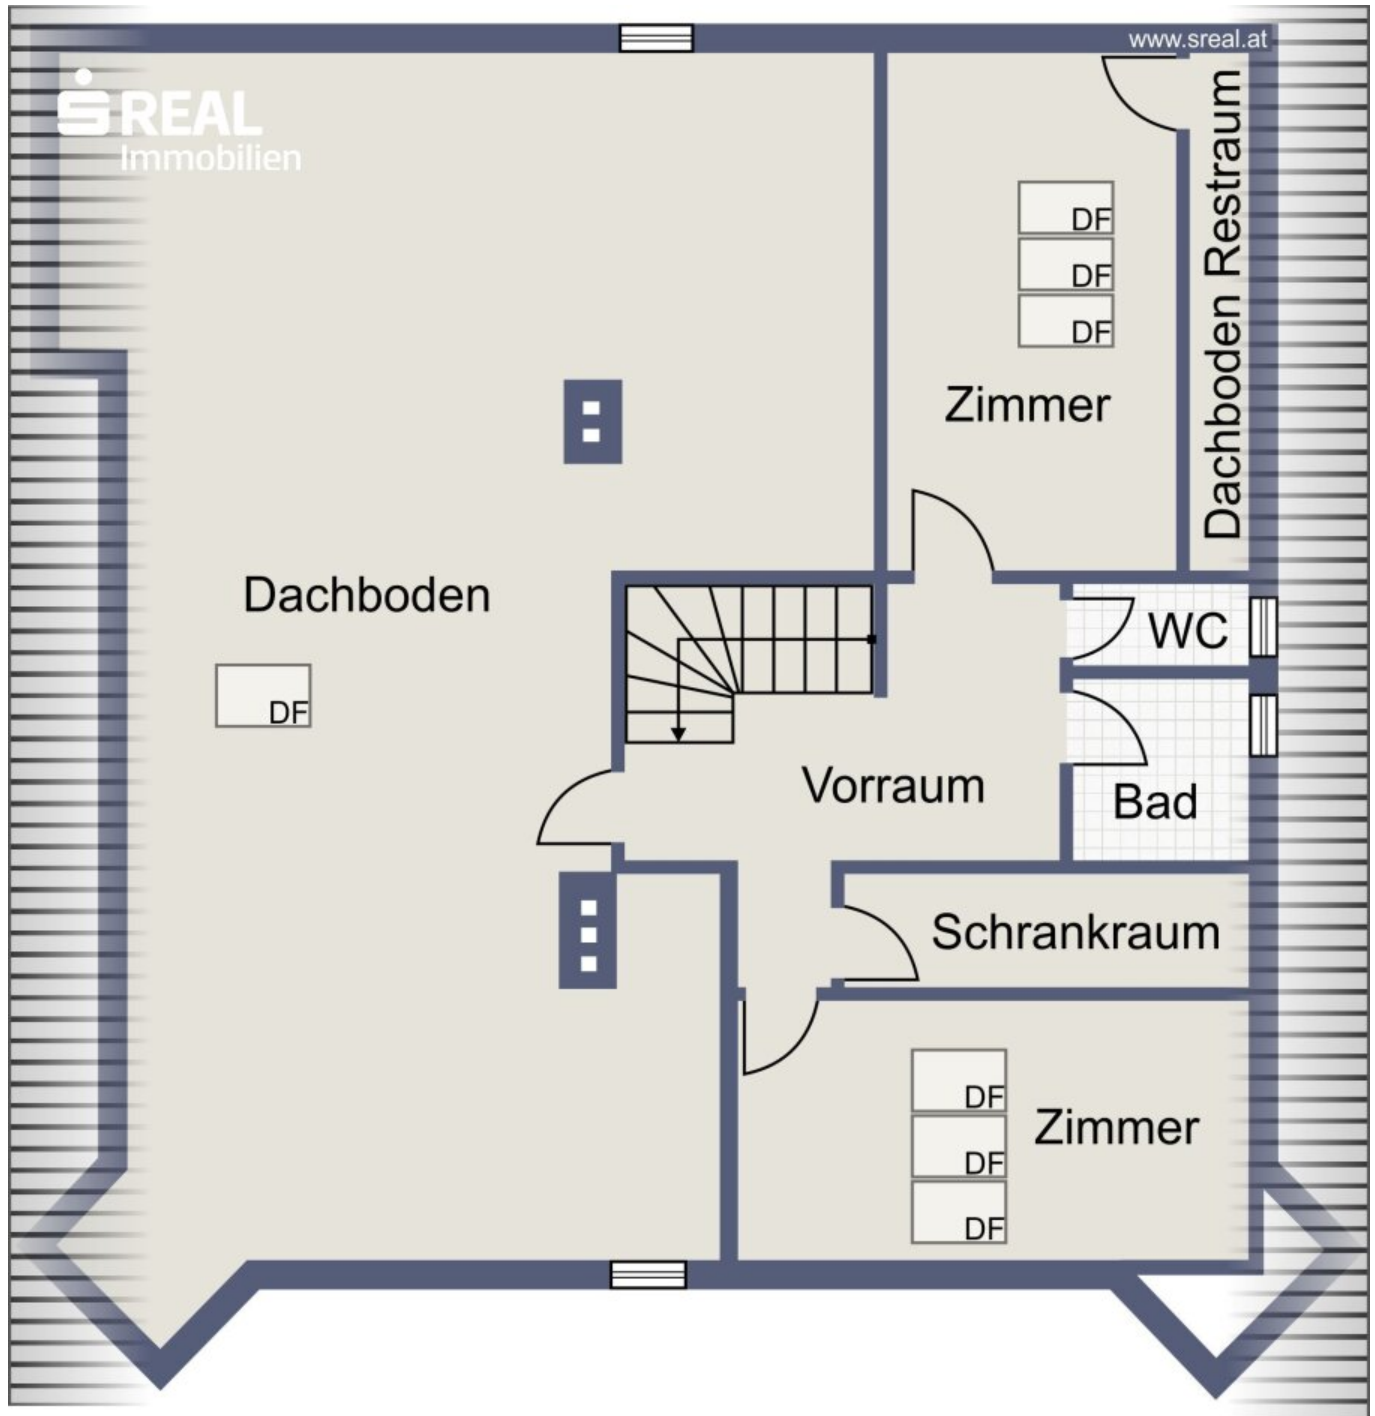 www.sreal.at
S REAL
Immobilien
DF
DF
DF
Zimmer
Dachboden Restraum
Dachboden
DF
WC
Vorraum
Bad
Schrankraum
DF
Zimmer
DF
DF